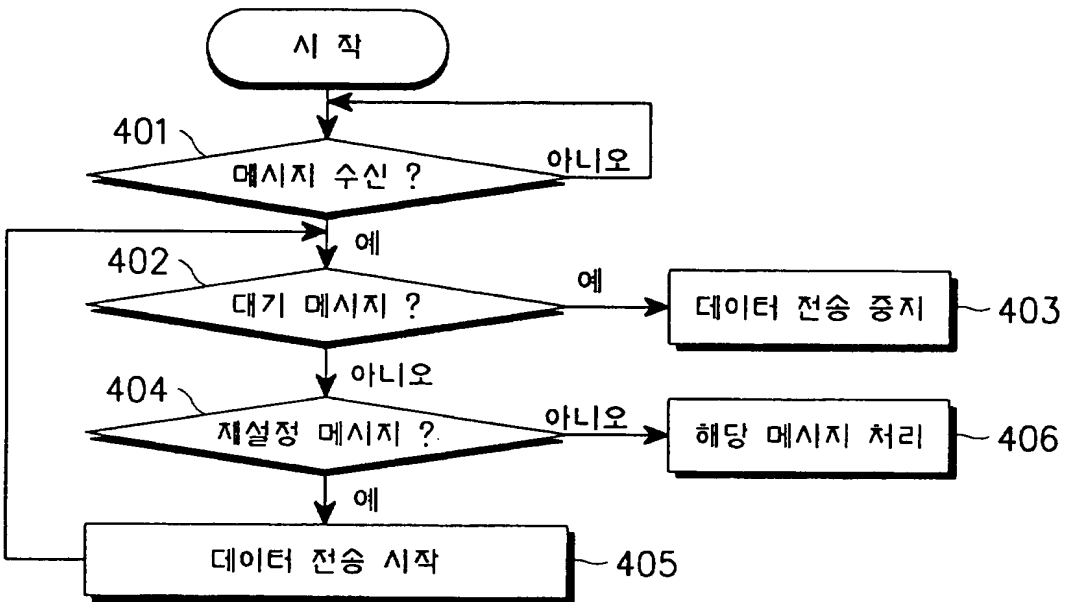 시 작
401
메시지 수신 ?
아니오
예
402
대기 메시지 ?
예
데이터 전송 중지
403
아니오
404
재설정 메시지 ?
아니오
해당 메시지 처리
406
예
데이터 전송 시작
405